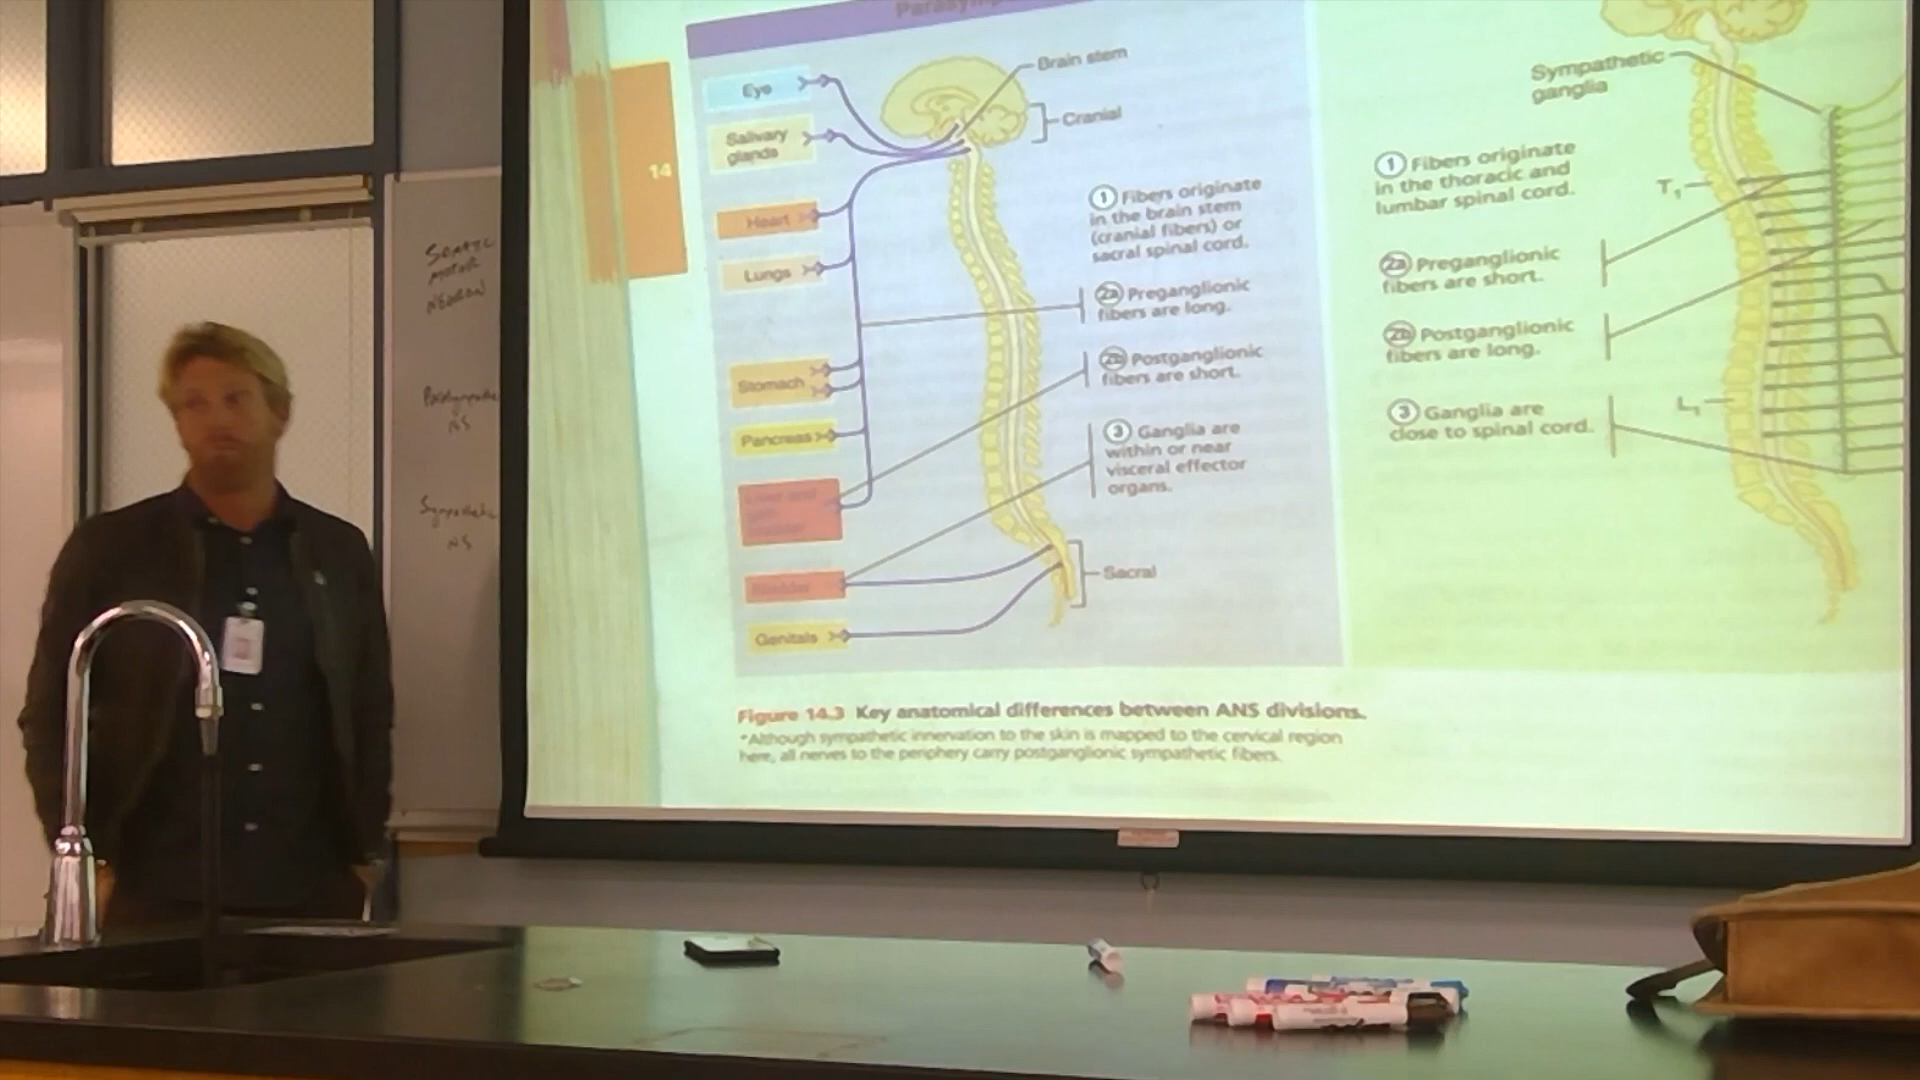 Eye
Salivary
glands
Heart
Lungs
Stomach
Pancreas
Bladder
Genitals
Brain stem
Cranial
1 Fibers originate
in the brain stem
(cranial fibers) or
sacral spinal cord.
2a Preganglionic
fibers are long.
2b Postganglionic
fibers are short.
3 Ganglia are
within or near
visceral effector
organs.
Sacral
Sympathetic
ganglia
1 Fibers originate
in the thoracic and
lumbar spinal cord.
T1
2a Preganglionic
fibers are short.
2b Postganglionic
fibers are long.
L1
3 Ganglia are
close to spinal cord.
Figure 14.3 Key anatomical differences between ANS divisions.
*Although sympathetic innervation to the skin is mapped to the cervical region
here, all nerves to the periphery carry postganglionic sympathetic fibers.
14
MOTOR
NEURON
NS
Sympathetic
NS